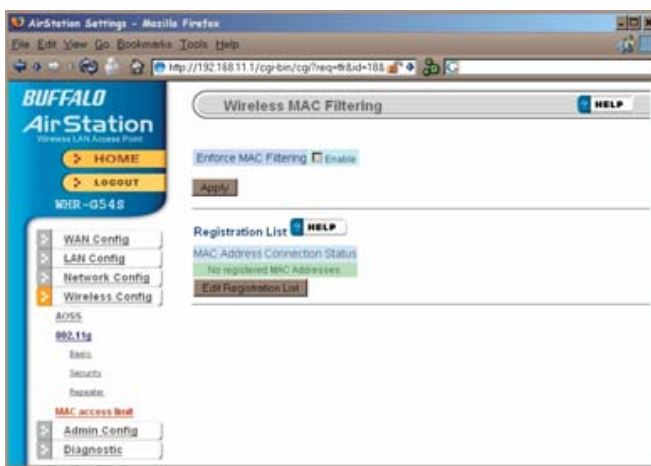 AirStation Settings - Mozilla Firefox
File Edit View Go Bookmarks Tools Help
http://192.168.11.1/cgi-bin/cgi?req=tfr&id=188
BUFFALO
AirStation
Wireless LAN Access Point
HOME
LOGOUT
WHR-G54S
WAN Config
LAN Config
Network Config
Wireless Config
AOSS
802.11g
Basic
Security
Repeater
MAC access limit
Admin Config
Diagnostic
Wireless MAC Filtering
HELP
Enforce MAC Filtering Enable
Apply
Registration List HELP
MAC Address Connection Status
No registered MAC Addresses
Edit Registration List